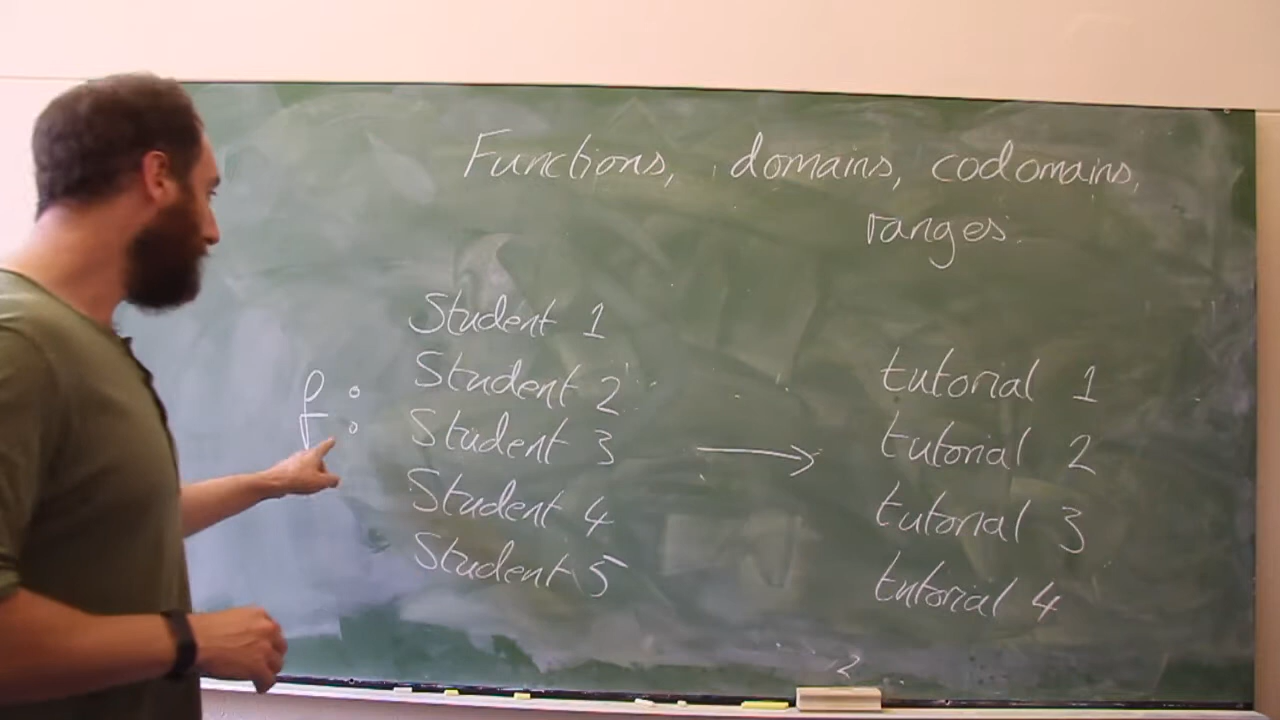 Functions, domains, codomains,
ranges.
f :
Student 1
Student 2
Student 3
Student 4
Student 5
→
tutorial 1
tutorial 2
tutorial 3
tutorial 4
2